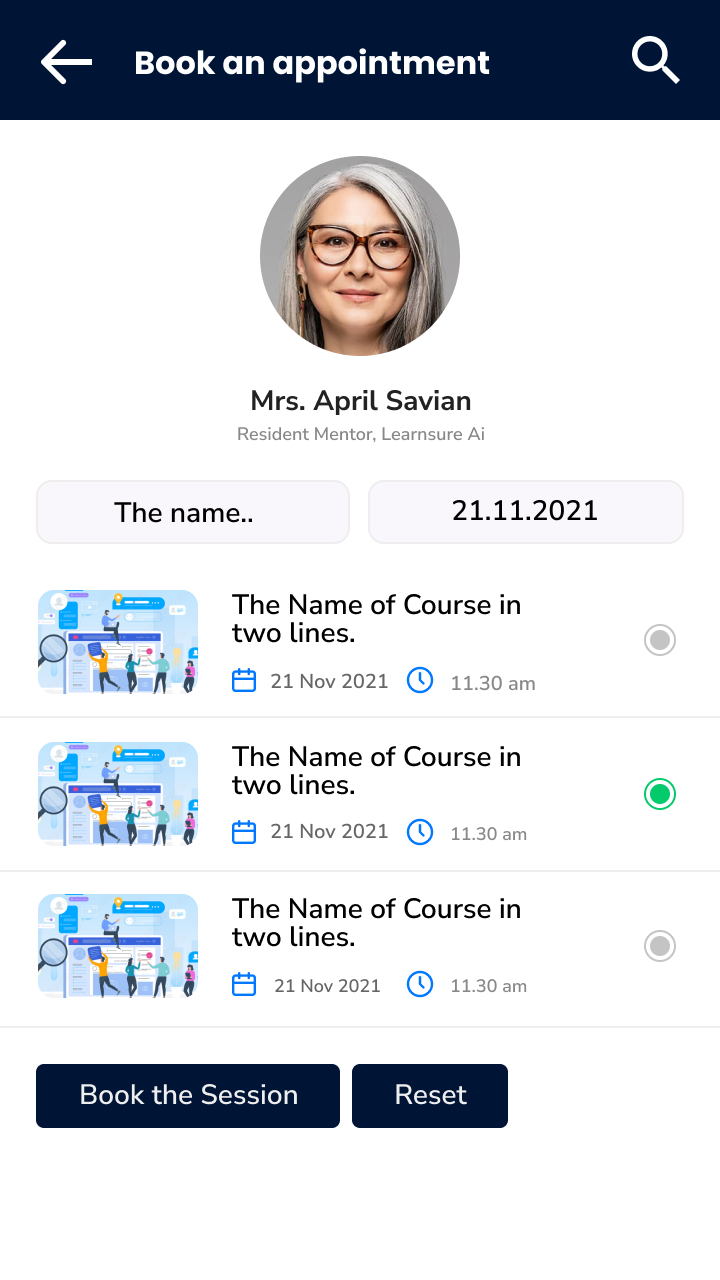 Book an appointment
Mrs. April Savian
Resident Mentor, Learnsure Ai
The name..
21.11.2021
The Name of Course in
two lines.
21 Nov 2021
11.30 am
The Name of Course in
two lines.
21 Nov 2021
11.30 am
The Name of Course in
two lines.
21 Nov 2021
11.30 am
Book the Session
Reset